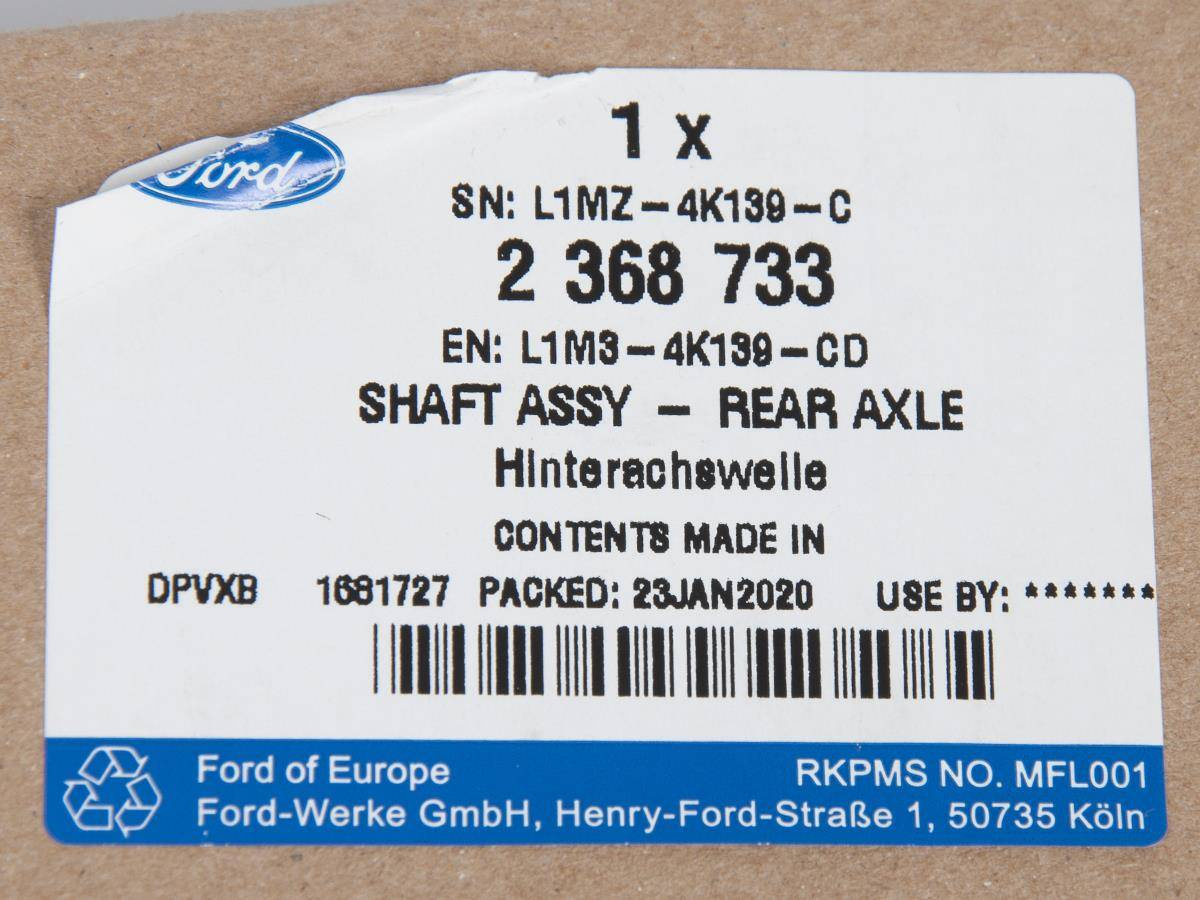 Ford
1 x
SN: L1MZ-4K139-C
2 368 733
EN: L1M3-4K139-CD
SHAFT ASSY - REAR AXLE
Hinterachswelle
CONTENTS MADE IN
DPVXB 1681727 PACKED: 23JAN2020 USE BY: *******
Ford of Europe RKPMS NO. MFL001
Ford-Werke GmbH, Henry-Ford-Straße 1, 50735 Köln